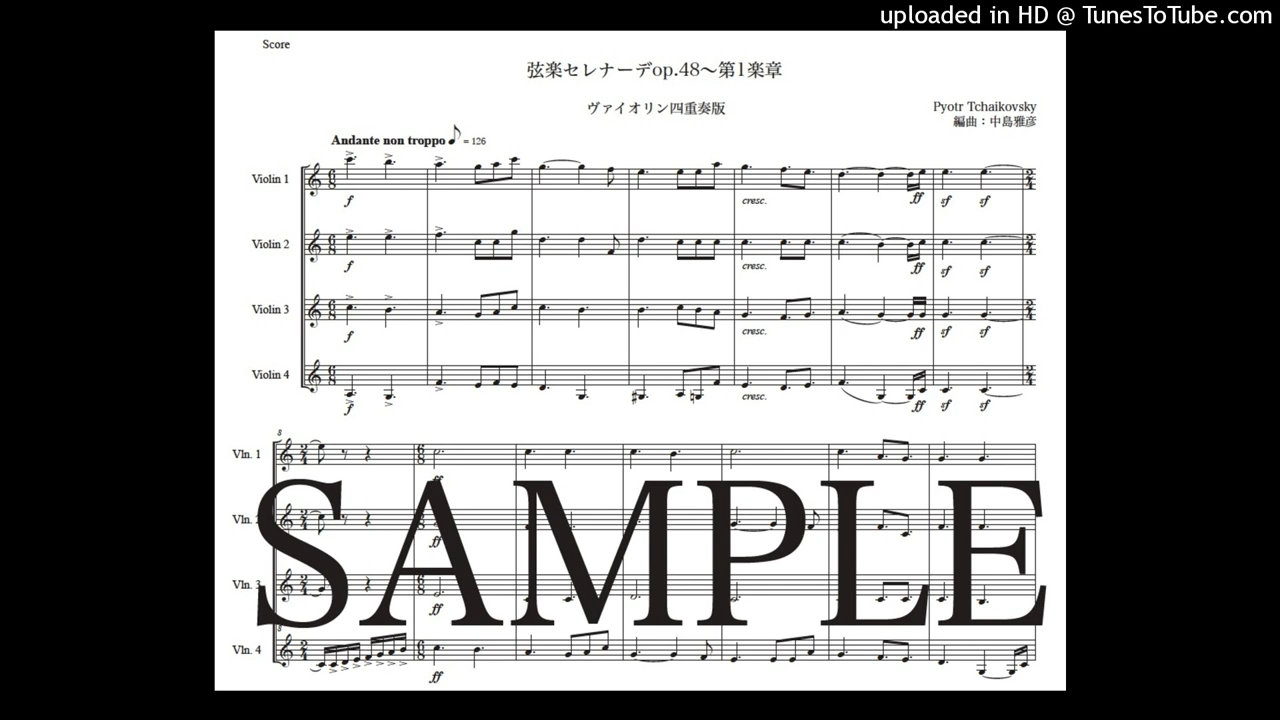 uploaded in HD @ TunesToTube.com
Score
弦楽セレナーデop.48～第1楽章
ヴァイオリン四重奏版
Pyotr Tchaikovsky
編曲：中島雅彦
Andante non troppo ♪ = 126
Violin 1
f
cresc.
ff
sf
sf
Violin 2
f
cresc.
ff
sf
sf
Violin 3
f
cresc.
ff
sf
sf
Violin 4
f
cresc.
ff
sf
sf
8
Vln. 1
Vln. 2
ff
Vln. 3
ff
Vln. 4
ff
SAMPLE